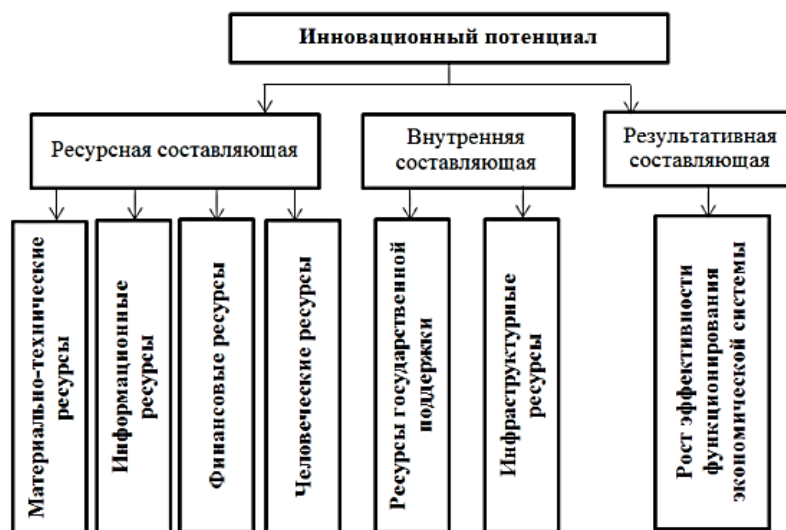 Инновационный потенциал
Ресурсная составляющая
Внутренняя
составляющая
Результативная
составляющая
Материально-технические
ресурсы
Информационные
ресурсы
Финансовые ресурсы
Человеческие ресурсы
Ресурсы государственной
поддержки
Инфраструктурные
ресурсы
Рост эффективности
функционирования
экономической системы